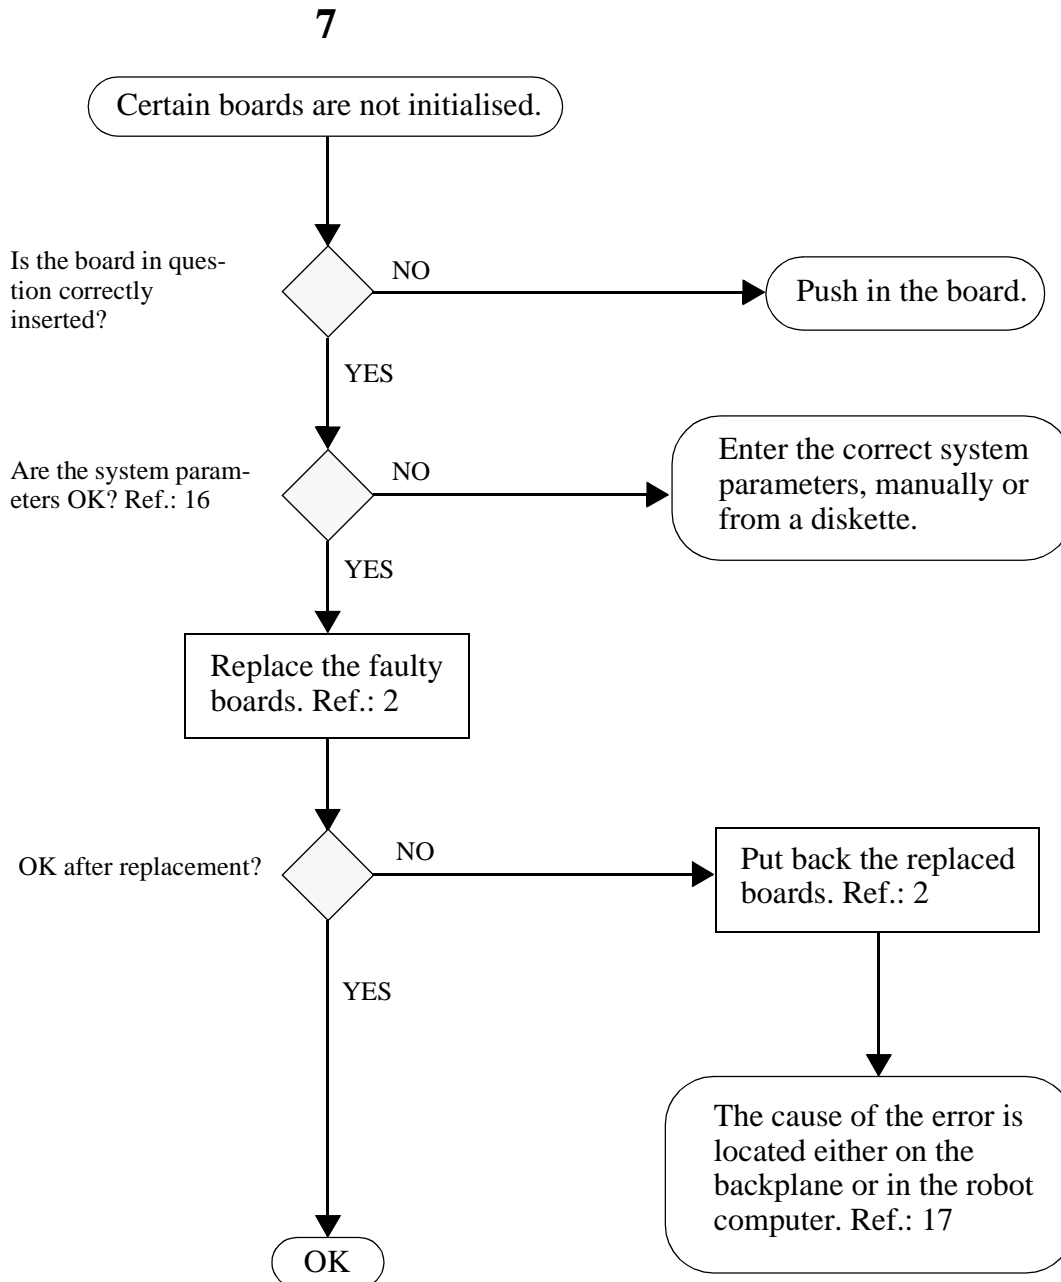 7
Certain boards are not initialised.
Is the board in ques-
tion correctly
inserted?
NO
Push in the board.
YES
Are the system param-
eters OK? Ref.: 16
NO
Enter the correct system
parameters, manually or
from a diskette.
YES
Replace the faulty
boards. Ref.: 2
OK after replacement?
NO
Put back the replaced
boards. Ref.: 2
YES
The cause of the error is
located either on the
backplane or in the robot
computer. Ref.: 17
OK